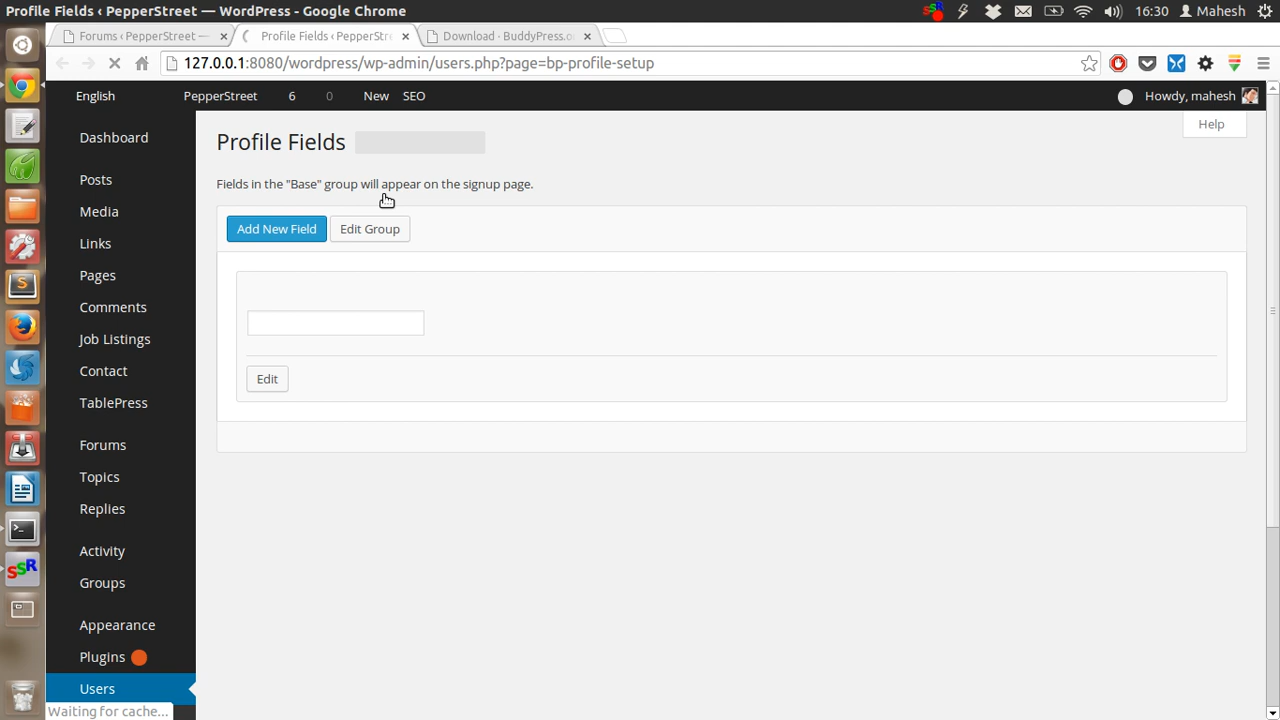 Profile Fields ‹ PepperStreet — WordPress - Google Chrome
16:30 Mahesh
Forums ‹ PepperStreet —
Profile Fields ‹ PepperStr
Download · BuddyPress.o
127.0.0.1:8080/wordpress/wp-admin/users.php?page=bp-profile-setup
English
PepperStreet
6
0
New
SEO
Howdy, mahesh
Help
Dashboard
Posts
Media
Links
Pages
Comments
Job Listings
Contact
TablePress
Forums
Topics
Replies
Activity
Groups
Appearance
Plugins
Users
Profile Fields
Fields in the "Base" group will appear on the signup page.
Add New Field
Edit Group
Edit
Waiting for cache...
SSR